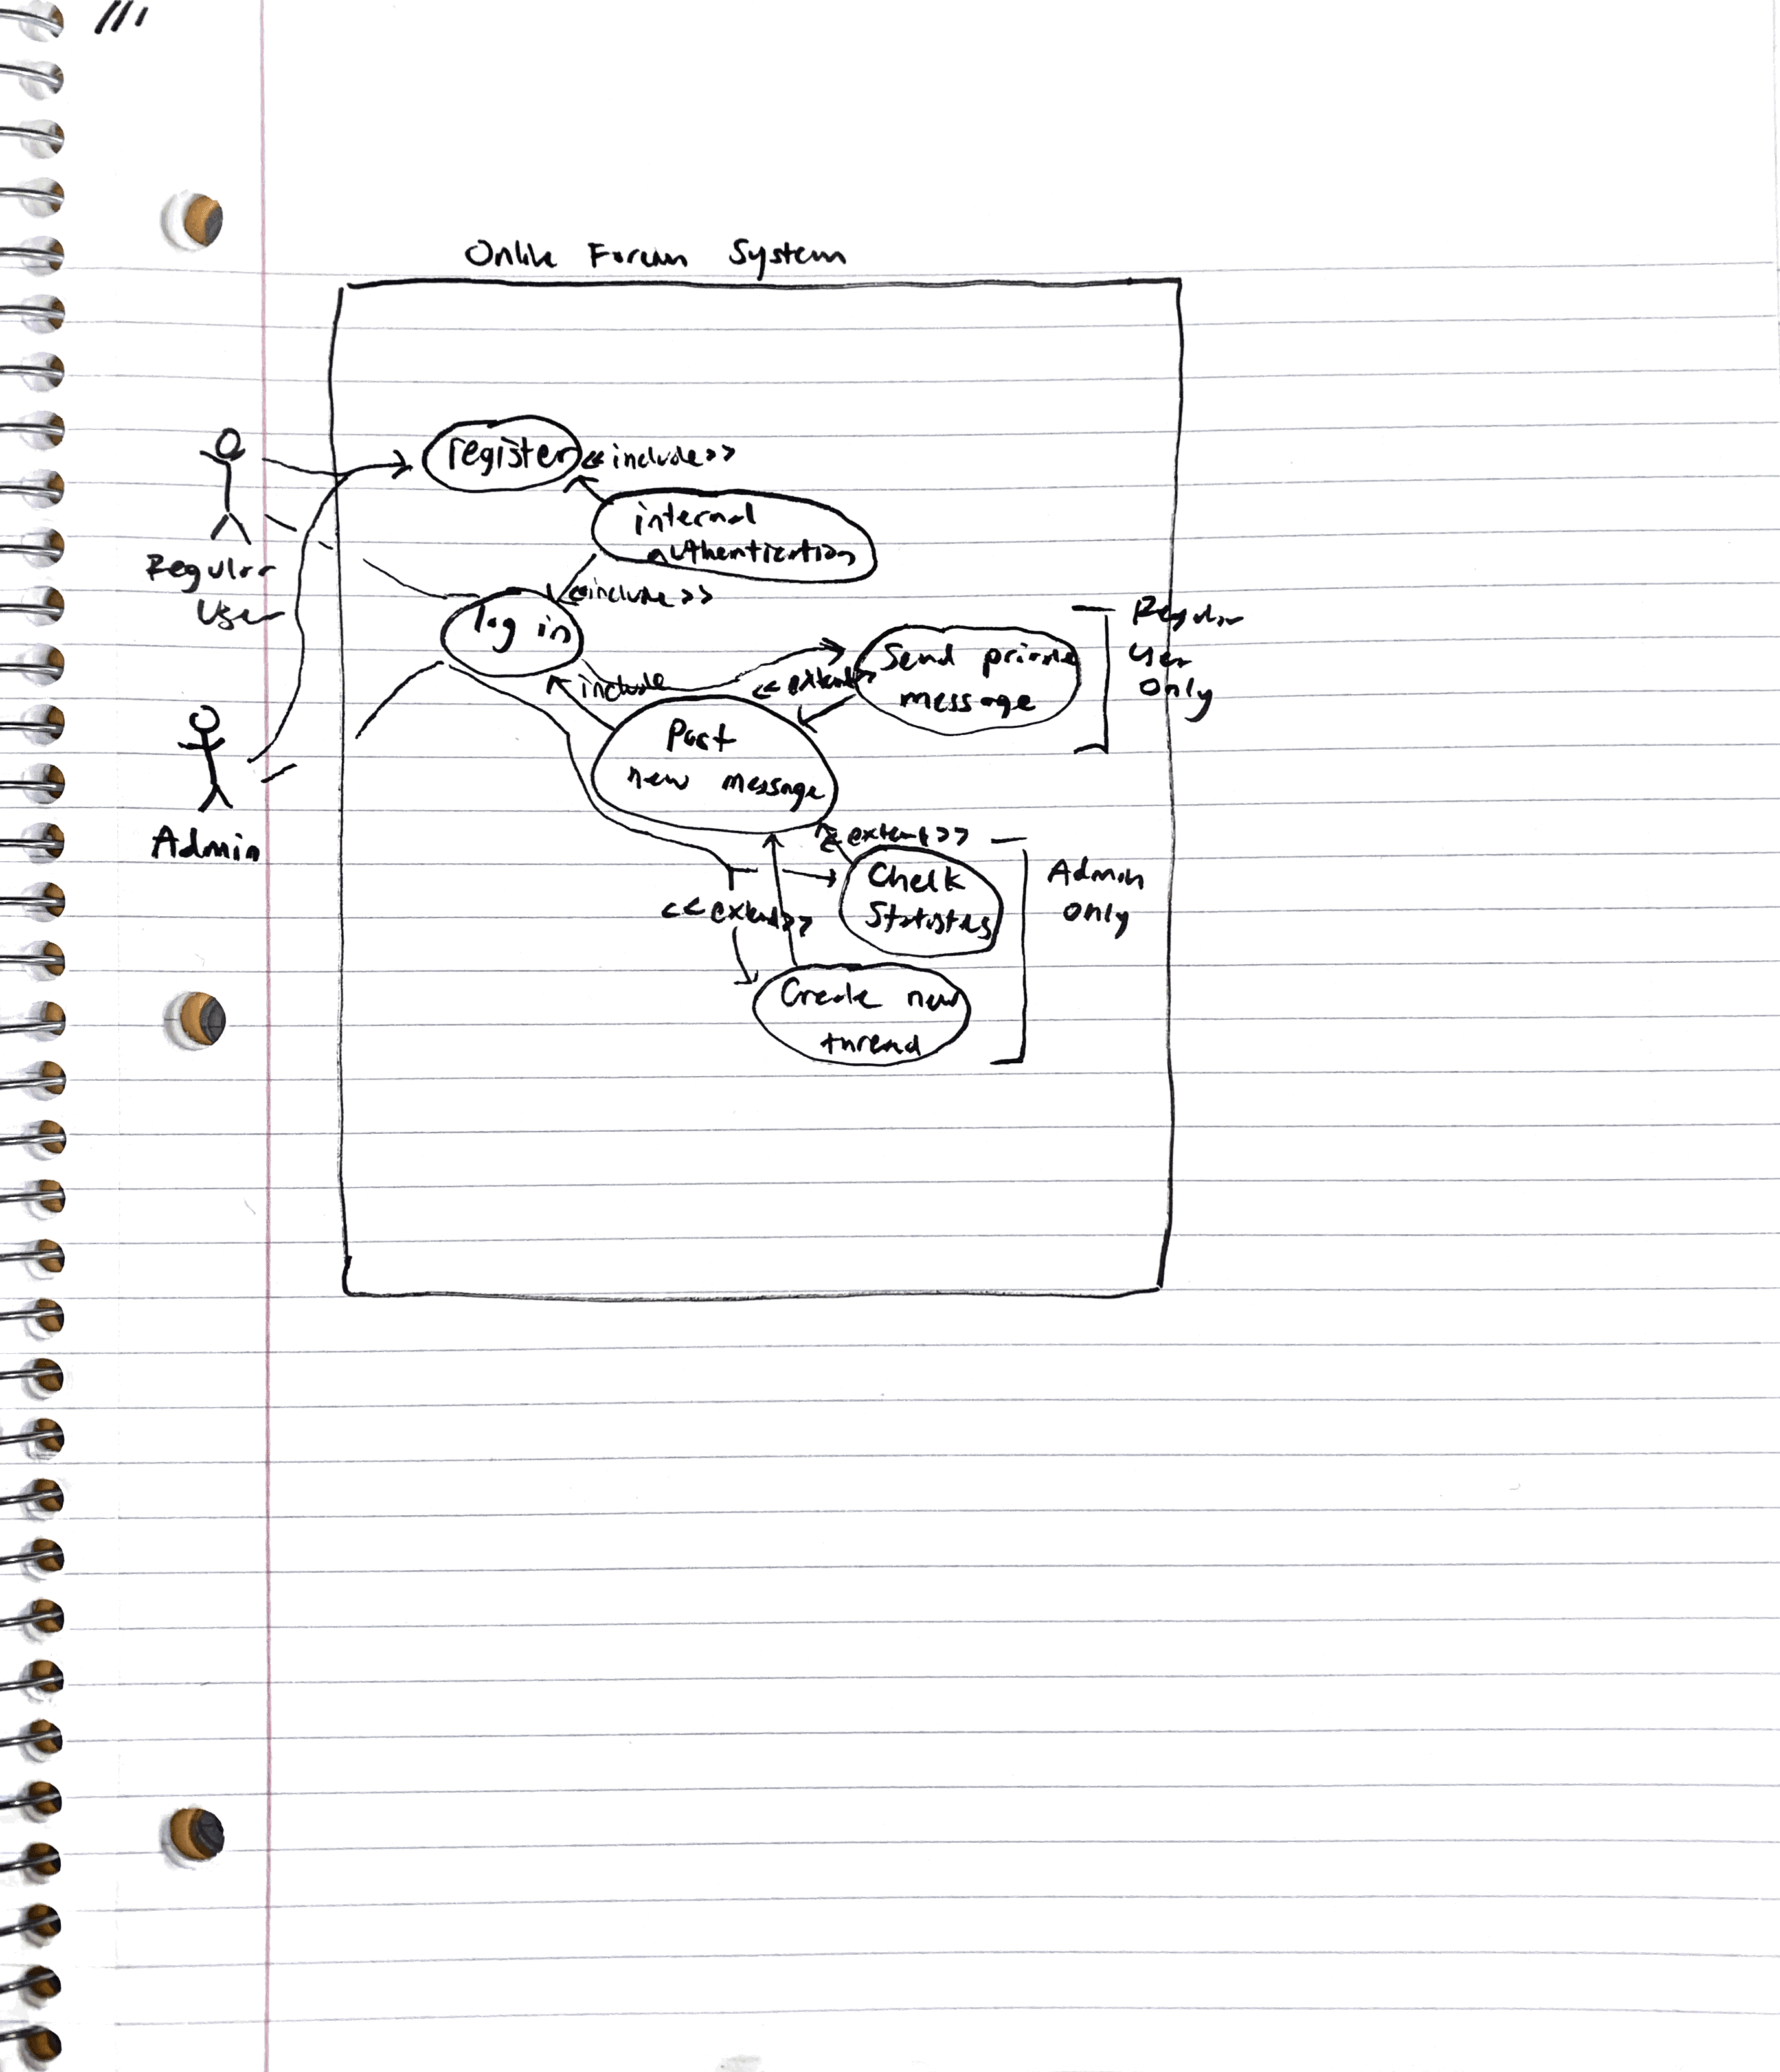 Online Forum System
register <<include>>
internal
authentication
Regular
User
<<include>>
log in
Regular
User
Only
Send private
message
include
<<extend>>
Post
new message
Admin
<<extend>>
Check
Statistics
Admin
Only
<<extend>>
Create new
thread